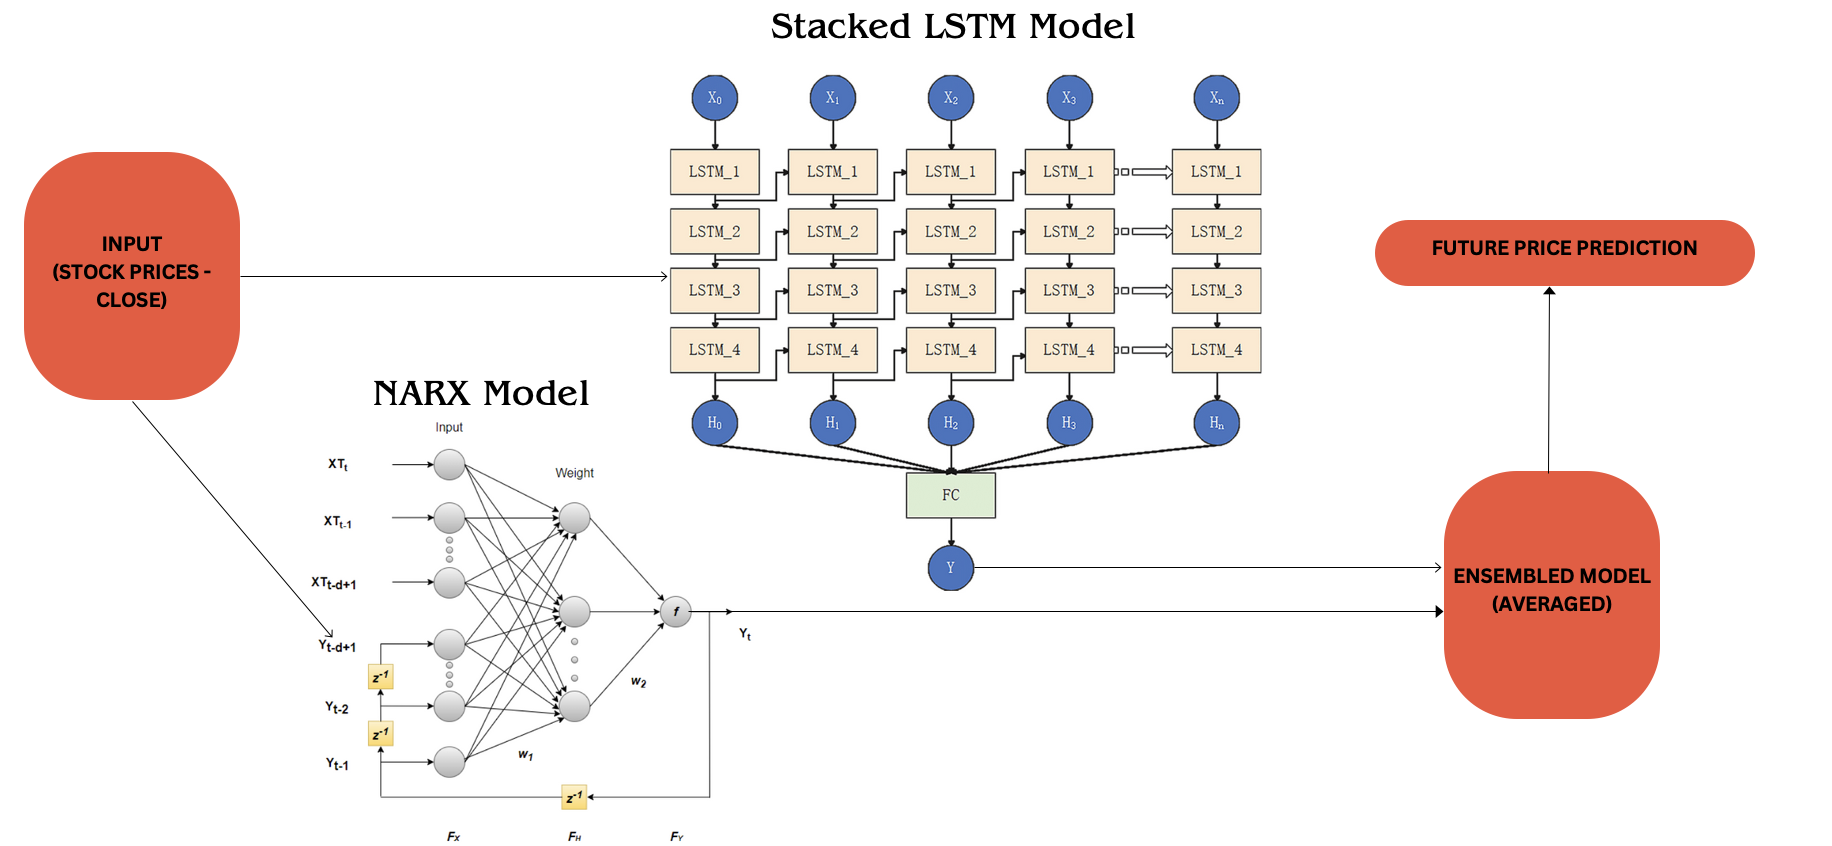 Stacked LSTM Model
X0 X1 X2 X3 Xn
LSTM_1 LSTM_1 LSTM_1 LSTM_1 LSTM_1
LSTM_2 LSTM_2 LSTM_2 LSTM_2 LSTM_2
LSTM_3 LSTM_3 LSTM_3 LSTM_3 LSTM_3
LSTM_4 LSTM_4 LSTM_4 LSTM_4 LSTM_4
H0 H1 H2 H3 Hn
FC
Y
INPUT
(STOCK PRICES -
CLOSE)
NARX Model
Input
Weight
XTt
XTt-1
XTt-d+1
Yt-d+1
z-1
Yt-2
z-1
Yt-1
z-1
w1
w2
f
Yt
FX FH FY
FUTURE PRICE PREDICTION
ENSEMBLED MODEL
(AVERAGED)